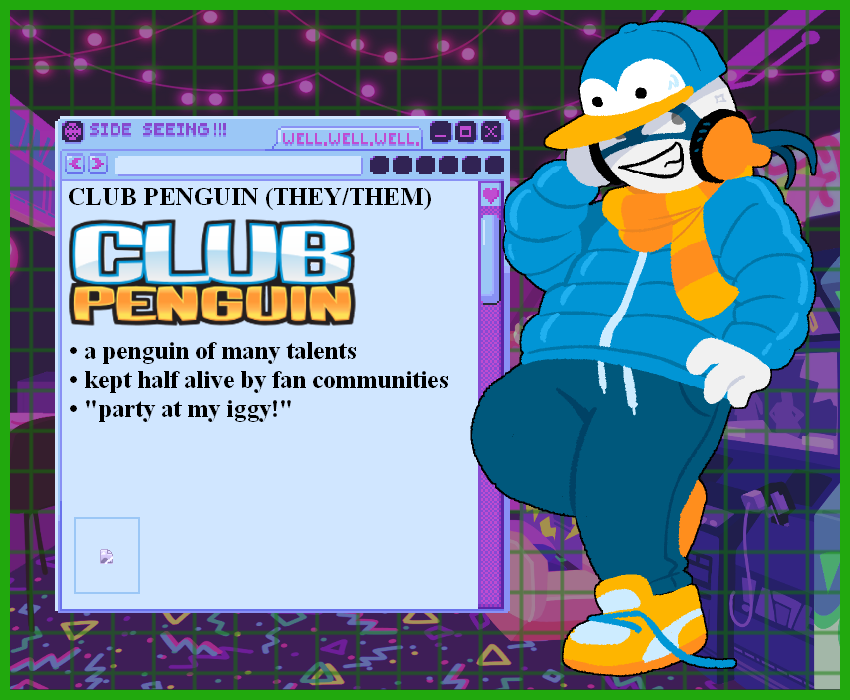 SIDE SEEING!!!
WELL.WELL.WELL.
CLUB PENGUIN (THEY/THEM)
CLUB
PENGUIN
• a penguin of many talents
• kept half alive by fan communities
• "party at my iggy!"